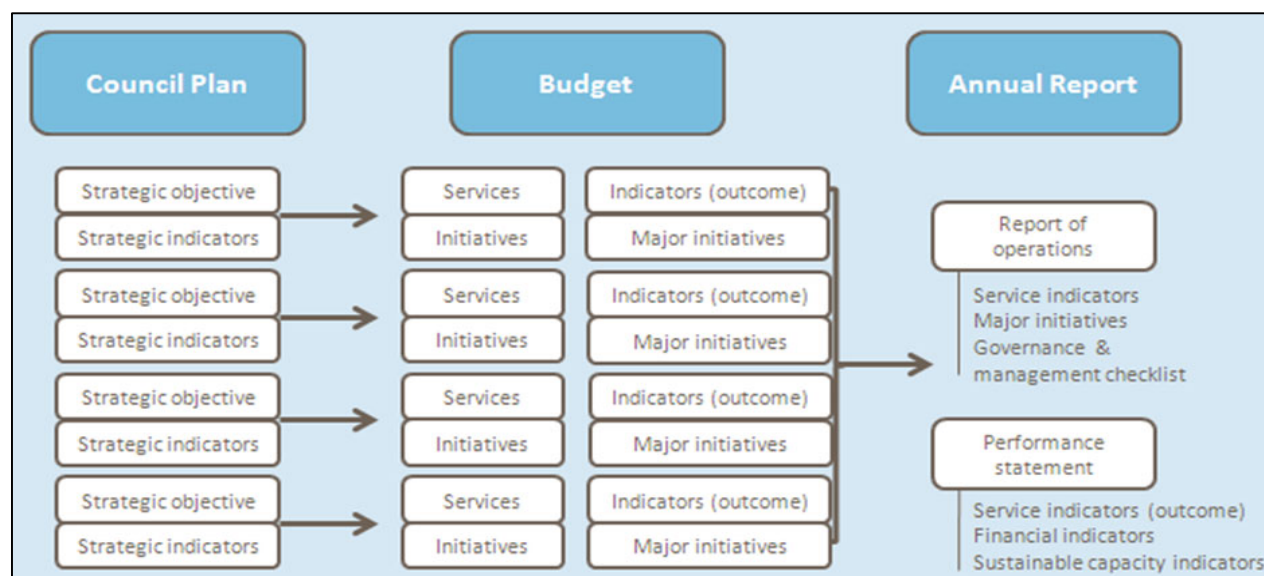 Council Plan
Budget
Annual Report
Strategic objective
Strategic indicators
Services
Initiatives
Indicators (outcome)
Major initiatives
Strategic objective
Strategic indicators
Services
Initiatives
Indicators (outcome)
Major initiatives
Strategic objective
Strategic indicators
Services
Initiatives
Indicators (outcome)
Major initiatives
Strategic objective
Strategic indicators
Services
Initiatives
Indicators (outcome)
Major initiatives
Report of
operations
Service indicators
Major initiatives
Governance &
management checklist
Performance
statement
Service indicators (outcome)
Financial indicators
Sustainable capacity indicators